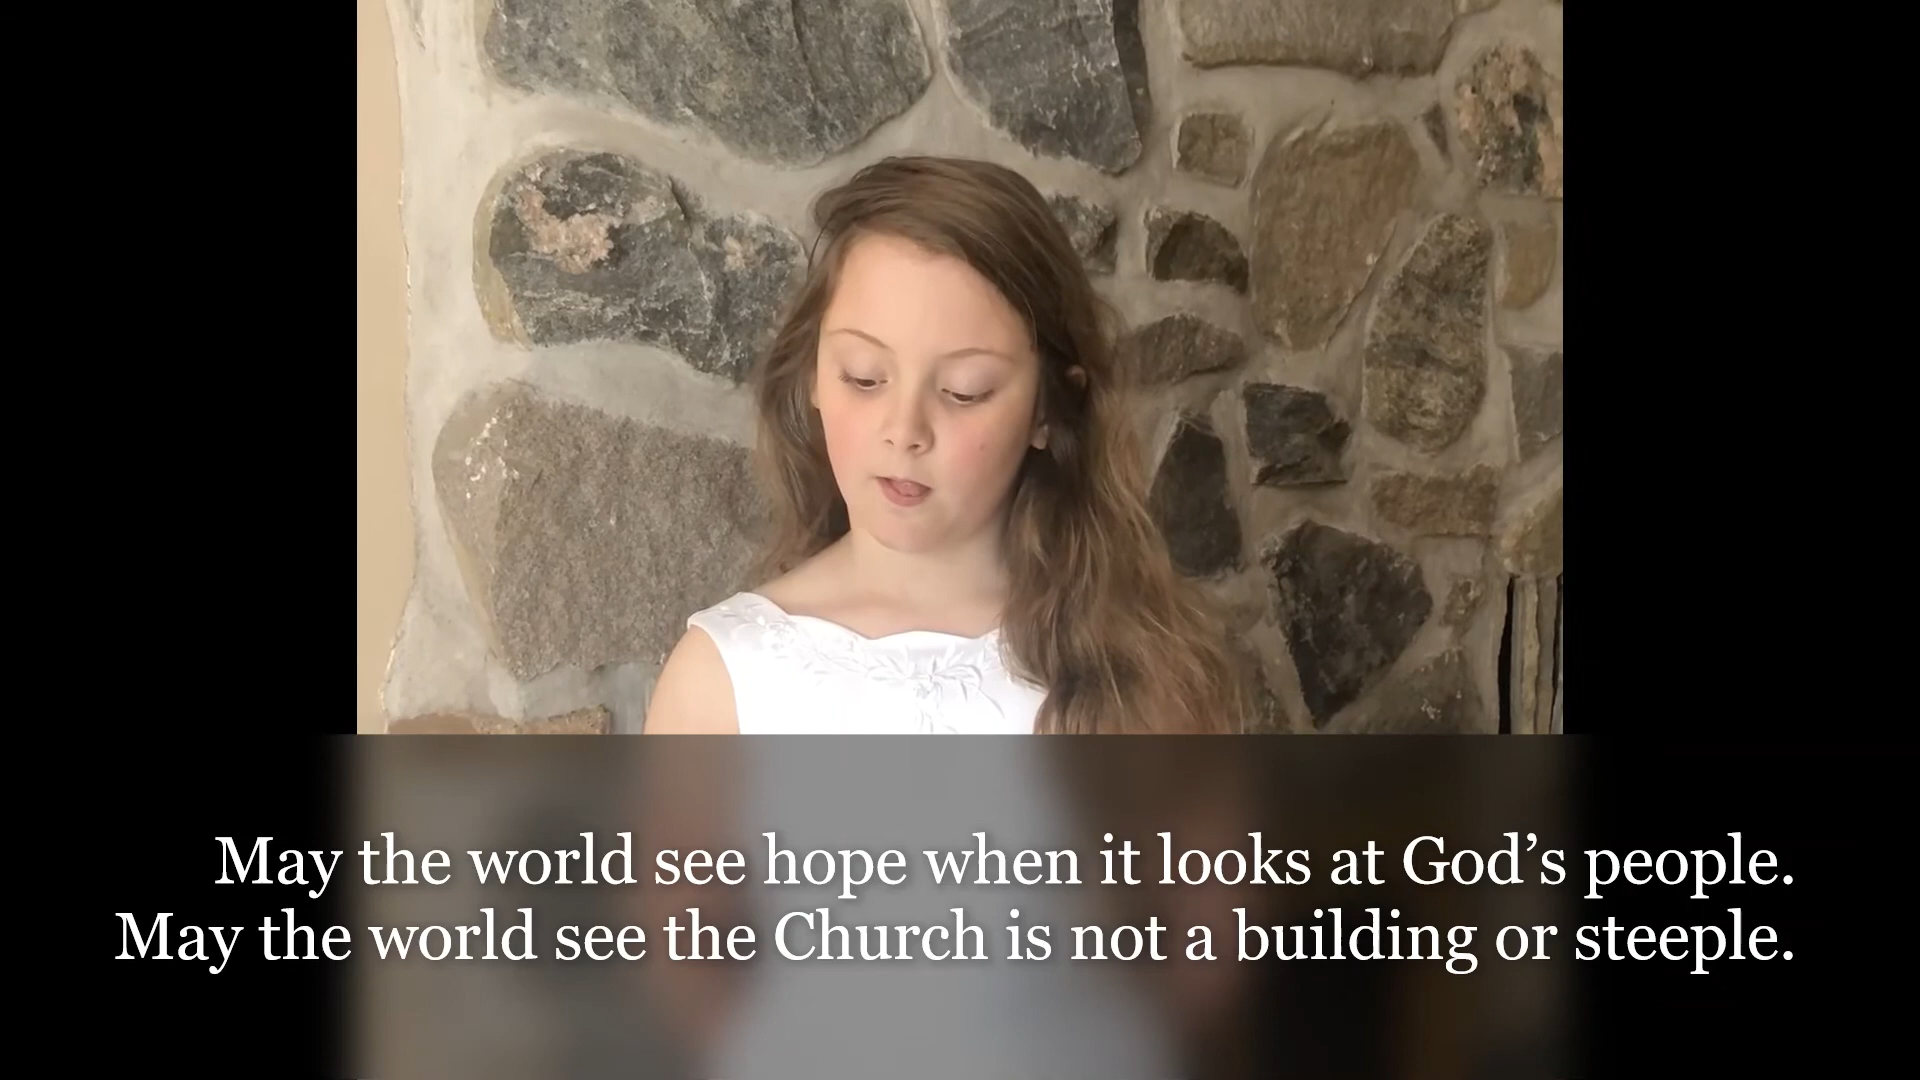 May the world see hope when it looks at God’s people.
May the world see the Church is not a building or steeple.